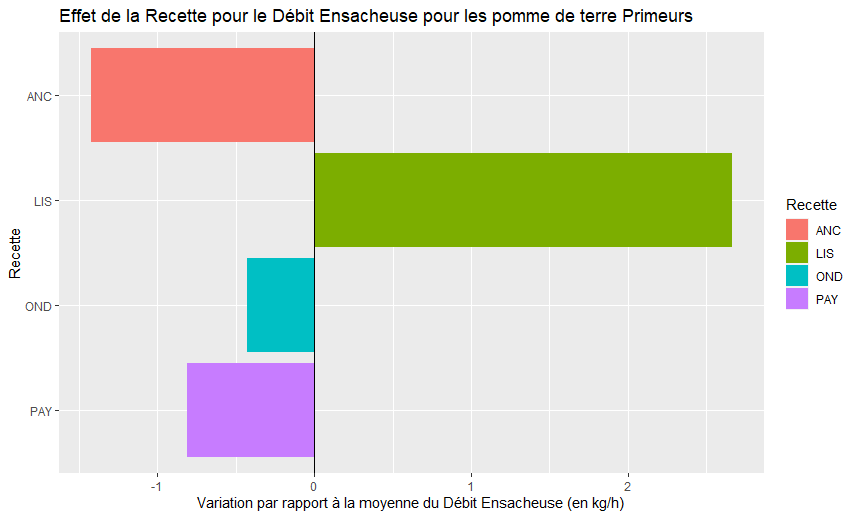 Effet de la Recette pour le Débit Ensacheuse pour les pomme de terre Primeurs
Recette
ANC
LIS
OND
PAY
-1
0
1
2
Variation par rapport à la moyenne du Débit Ensacheuse (en kg/h)
Recette
ANC
LIS
OND
PAY